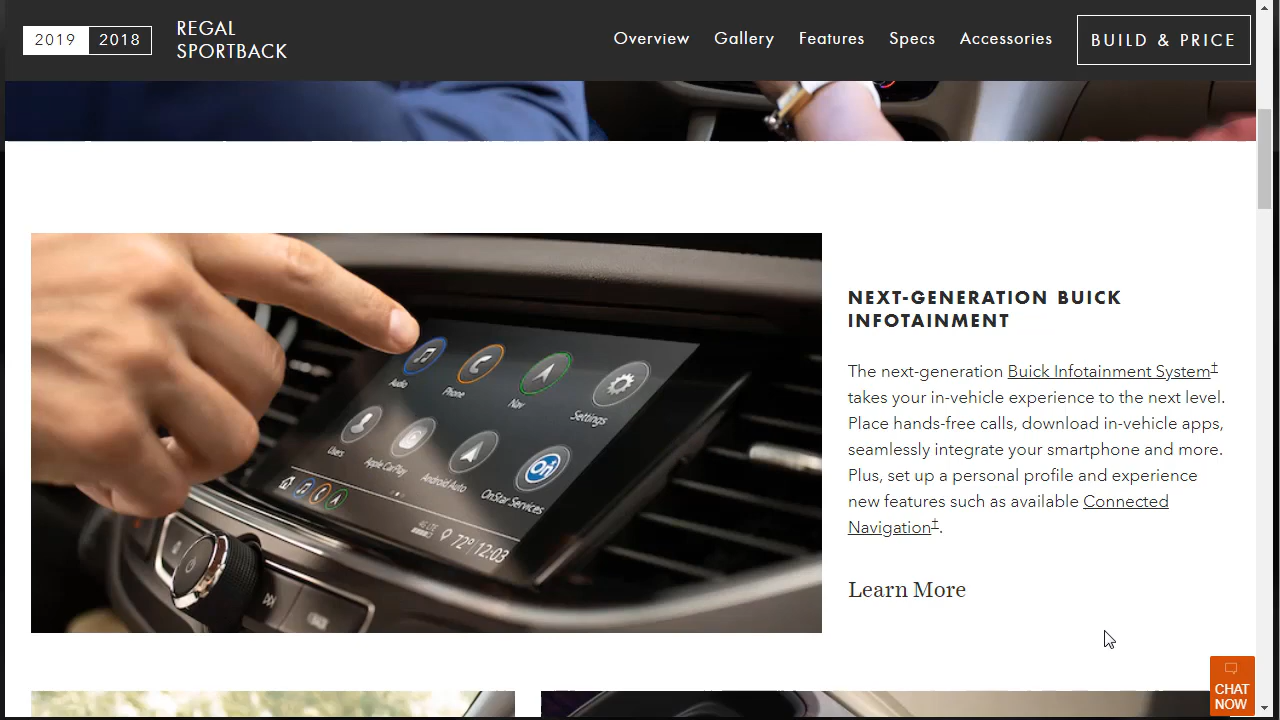 2019 2018
REGAL
SPORTBACK
Overview Gallery Features Specs Accessories BUILD & PRICE
Audio Phone Nav Settings
Users Apple CarPlay Android Auto OnStar Services
4G LTE 72° 12:03
NEXT-GENERATION BUICK
INFOTAINMENT
The next-generation Buick Infotainment System‡
takes your in-vehicle experience to the next level.
Place hands-free calls, download in-vehicle apps,
seamlessly integrate your smartphone and more.
Plus, set up a personal profile and experience
new features such as available Connected
Navigation‡.
Learn More
CHAT
NOW